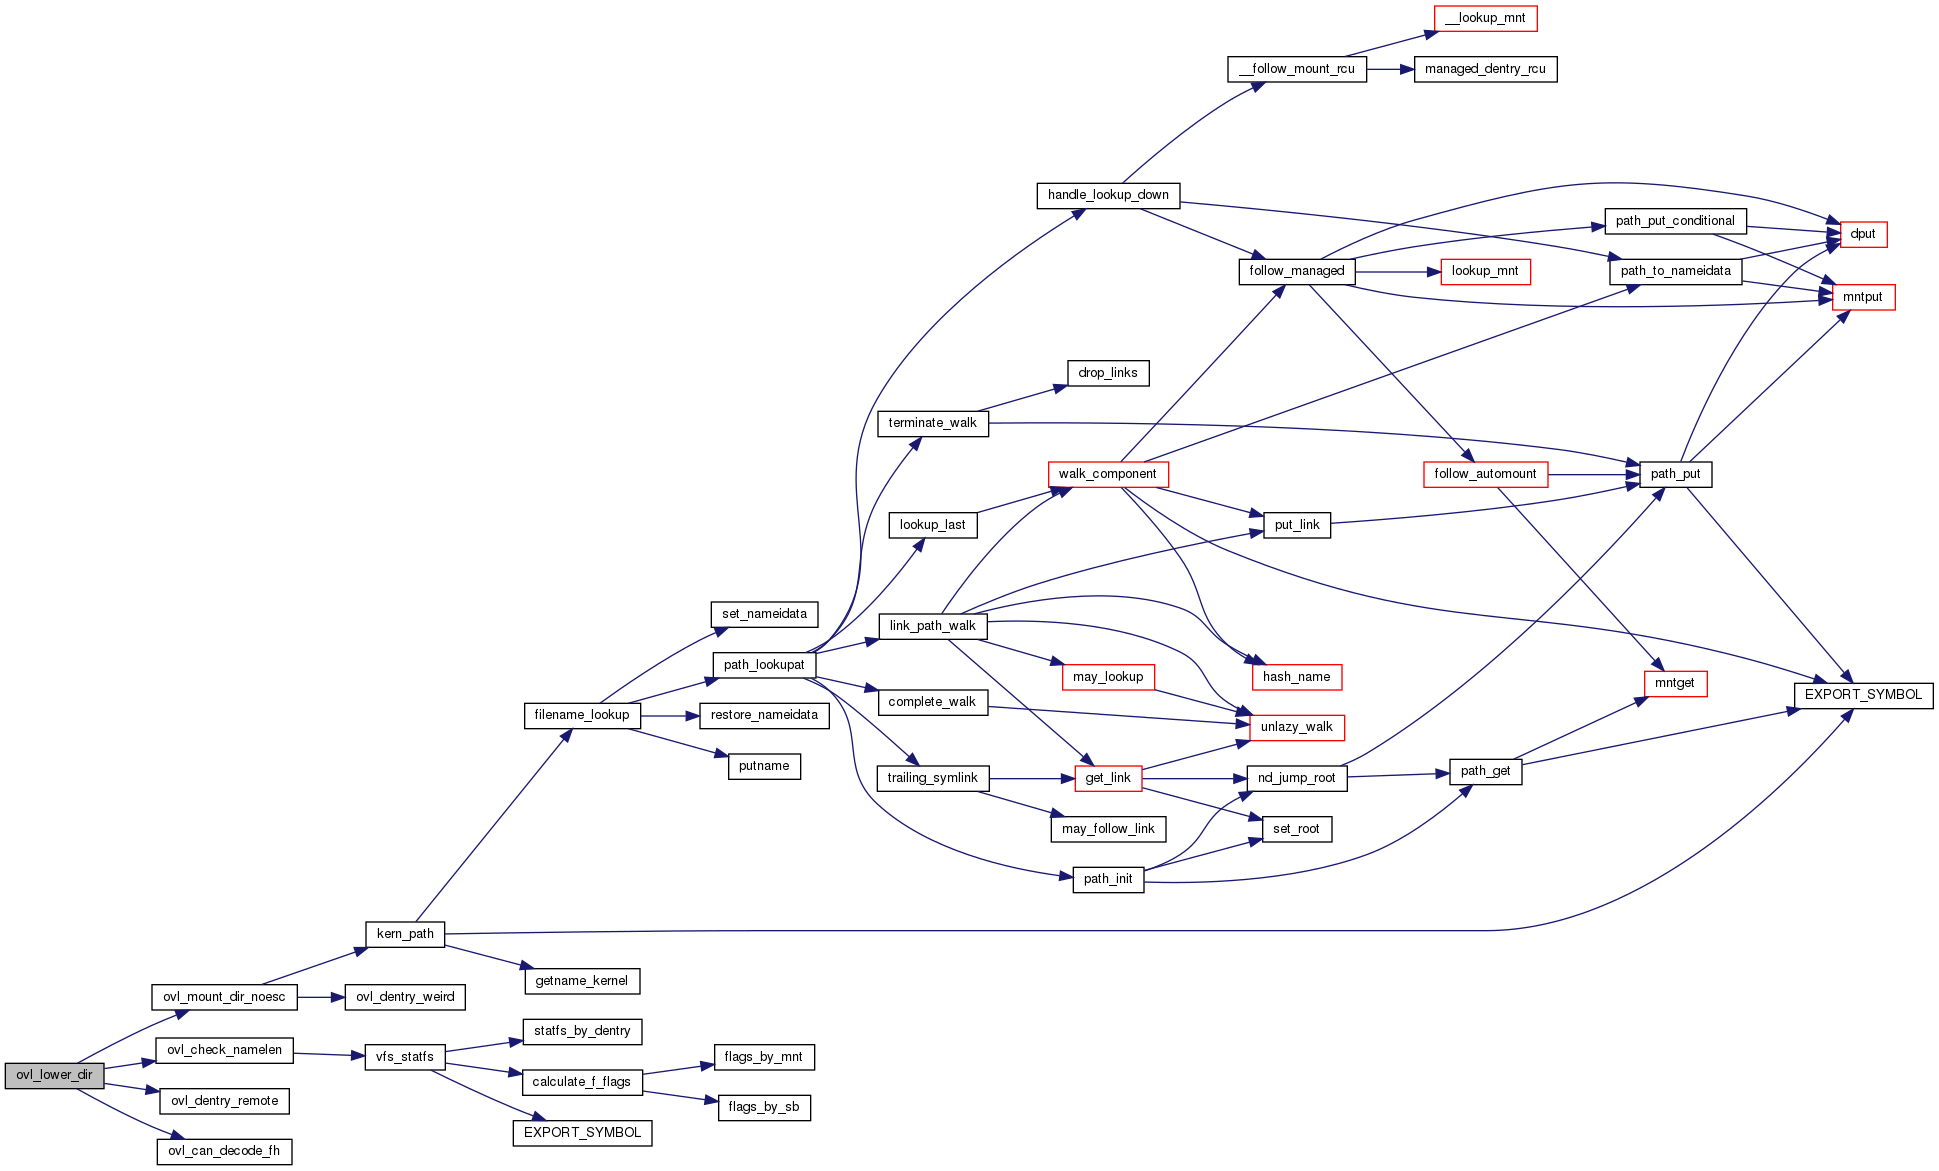 __lookup_mnt
__follow_mount_rcu
managed_dentry_rcu
handle_lookup_down
path_put_conditional
dput
follow_managed
lookup_mnt
path_to_nameidata
mntput
drop_links
terminate_walk
walk_component
follow_automount
path_put
lookup_last
put_link
set_nameidata
link_path_walk
path_lookupat
may_lookup
hash_name
mntget
EXPORT_SYMBOL
complete_walk
filename_lookup
restore_nameidata
unlazy_walk
putname
trailing_symlink
get_link
nd_jump_root
path_get
may_follow_link
set_root
path_init
kern_path
getname_kernel
ovl_mount_dir_noesc
ovl_dentry_weird
statfs_by_dentry
ovl_check_namelen
vfs_statfs
flags_by_mnt
ovl_lower_dir
calculate_f_flags
ovl_dentry_remote
flags_by_sb
EXPORT_SYMBOL
ovl_can_decode_fh